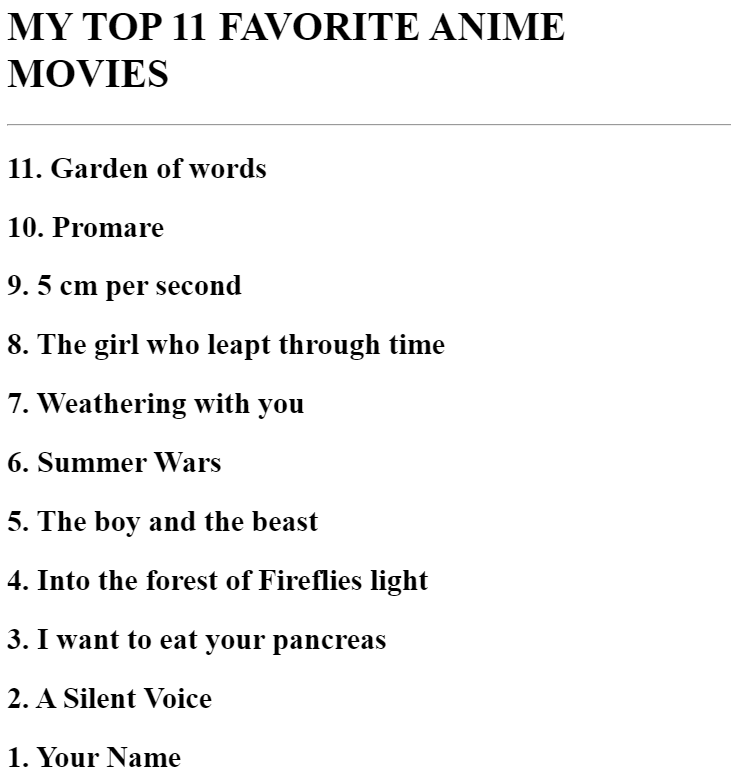 MY TOP 11 FAVORITE ANIME
MOVIES
11. Garden of words
10. Promare
9. 5 cm per second
8. The girl who leapt through time
7. Weathering with you
6. Summer Wars
5. The boy and the beast
4. Into the forest of Fireflies light
3. I want to eat your pancreas
2. A Silent Voice
1. Your Name